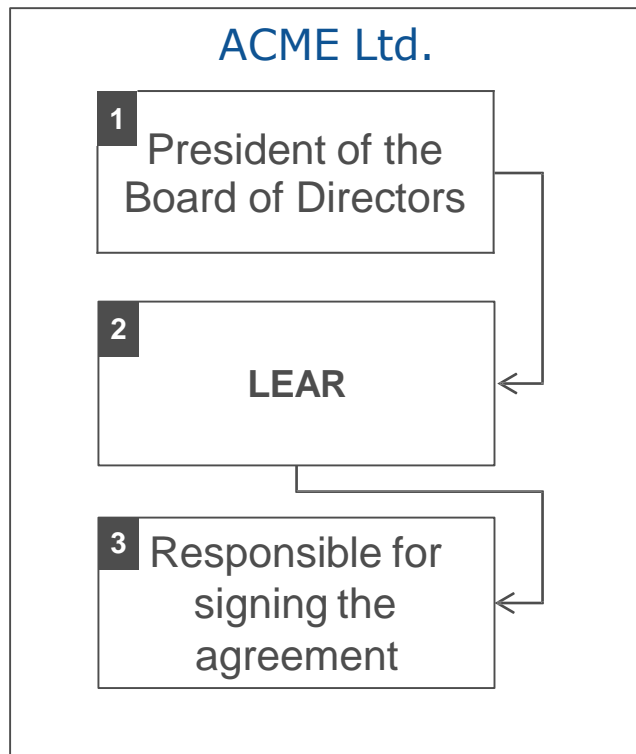 ACME Ltd.
1
President of the
Board of Directors
2
LEAR
3
Responsible for
signing the
agreement